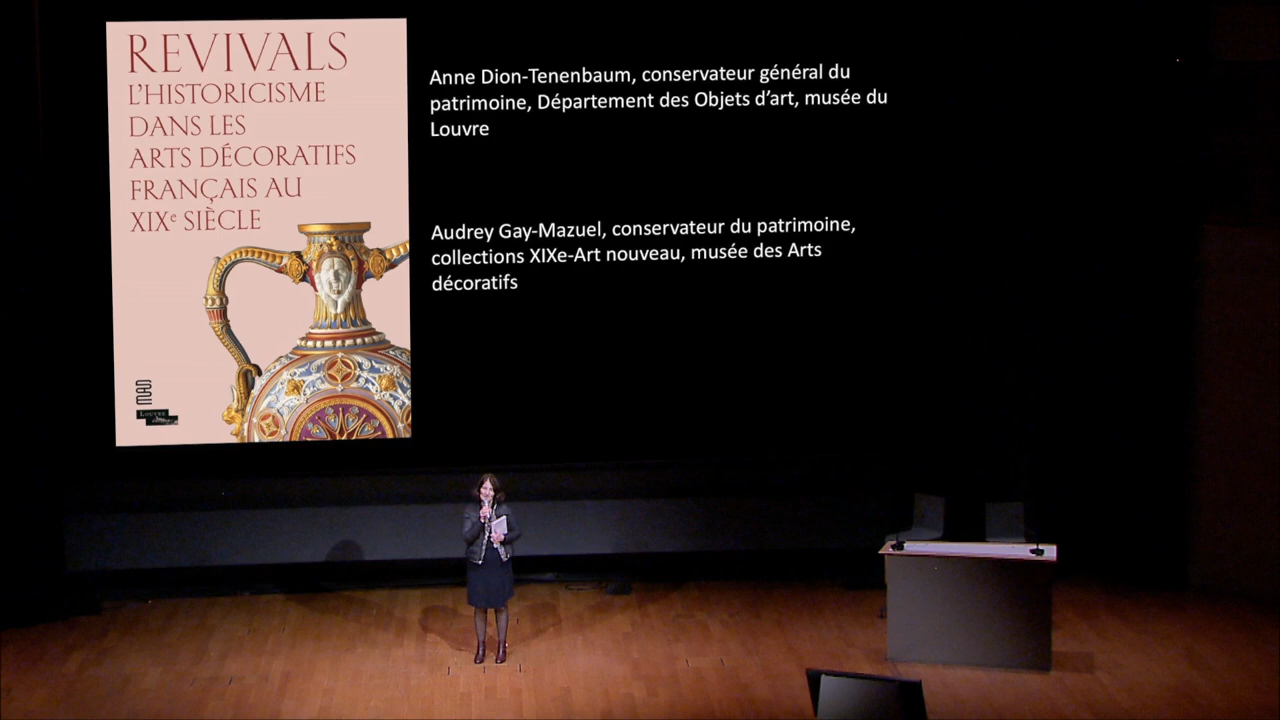 REVIVALS
L'HISTORICISME
DANS LES
ARTS DÉCORATIFS
FRANÇAIS AU
XIXe SIÈCLE
MAD
LOUVRE
Anne Dion-Tenenbaum, conservateur général du
patrimoine, Département des Objets d'art, musée du
Louvre
Audrey Gay-Mazuel, conservateur du patrimoine,
collections XIXe-Art nouveau, musée des Arts
décoratifs